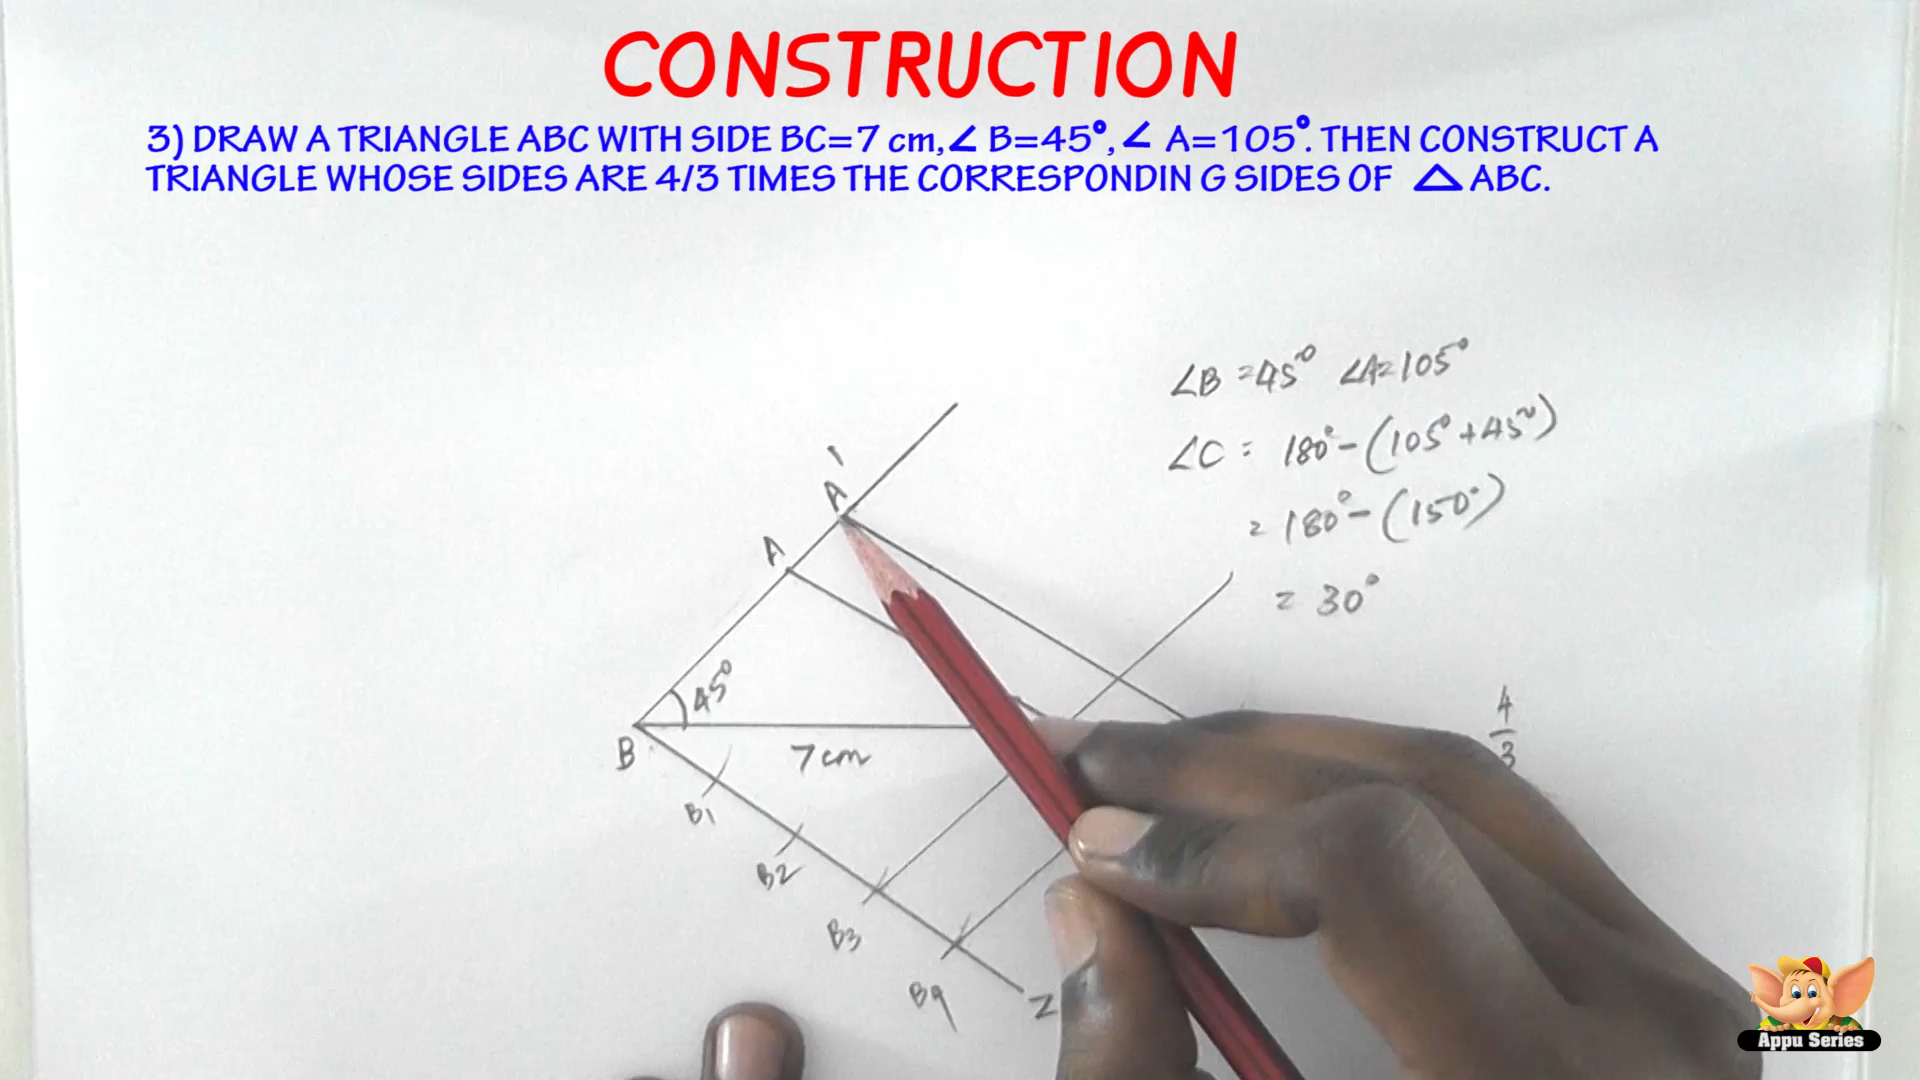 CONSTRUCTION
3) DRAW A TRIANGLE ABC WITH SIDE BC=7 cm,∠ B=45°,∠ A=105°. THEN CONSTRUCT A
TRIANGLE WHOSE SIDES ARE 4/3 TIMES THE CORRESPONDIN G SIDES OF △ ABC.
∠B = 45° ∠A = 105°
∠C = 180° - (105° + 45°)
= 180° - (150°)
= 30°
A'
A
45°
B
7cm
4
3
B1
B2
B3
B4
Z
Appu Series